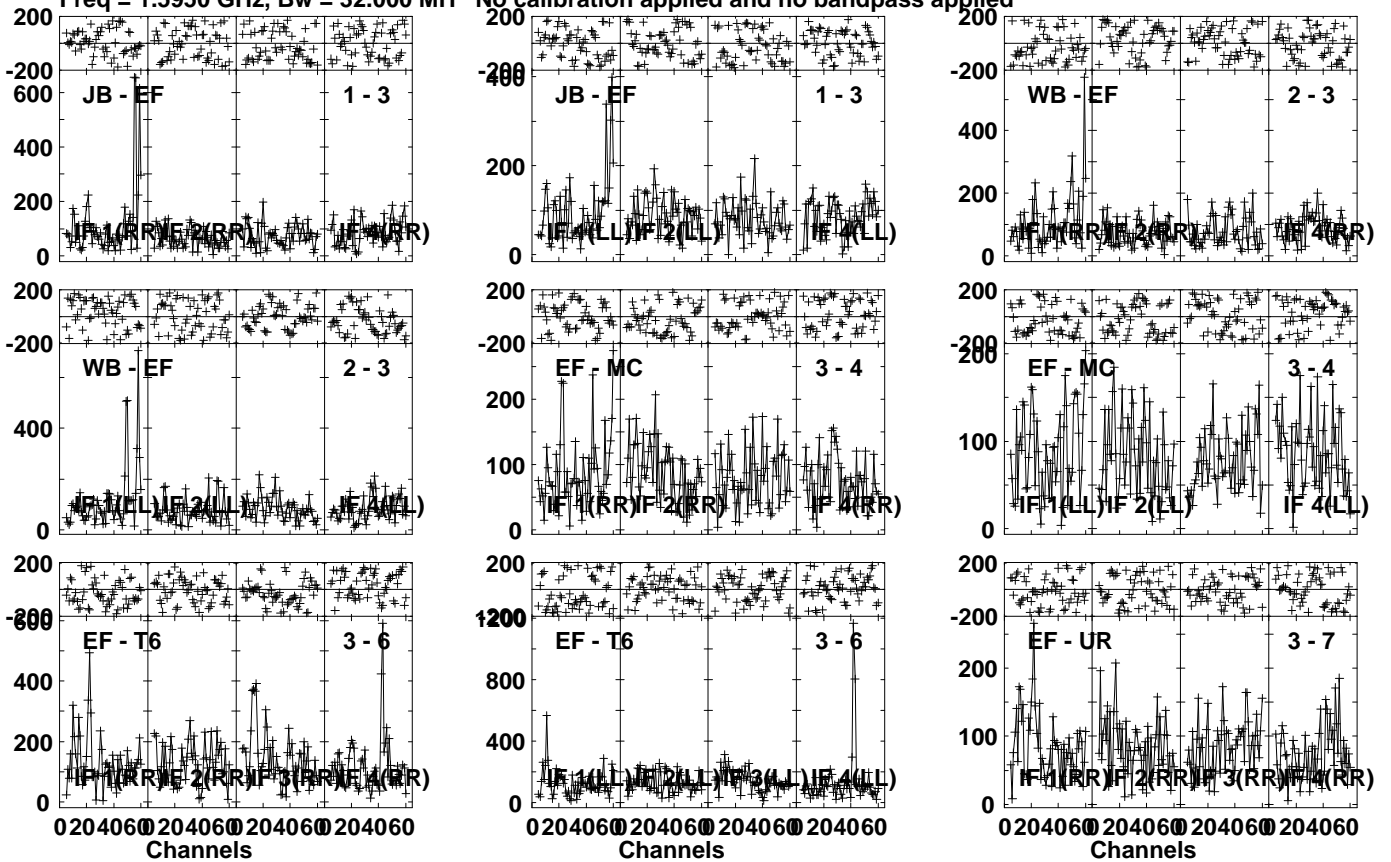 Freq = 1.5950 GHz, Bw = 32.000 MH No calibration applied and no bandpass applied
200 200 200
-200 -200
JB - EF 1 - 3 JB - EF 1 - 3 WB - EF 2 - 3
600 400 200 0
400 200 0
400 200 0
IF 1(RR) IF 2(RR) IF 4(RR)
IF 2(LL) IF 4(LL)
IF 1(RR) IF 2(RR) IF 4(RR)
200 200 200
-200 -200 -200
WB - EF 2 - 3 EF - MC 3 - 4 EF - MC 3 - 4
400 0
200 100 0
200 100 0
IF 1(LL) IF 2(LL) IF 4(LL)
IF 1(RR) IF 2(RR) IF 4(RR)
IF 1(LL) IF 2(LL) IF 4(LL)
200 200 200
-200 -200
EF - T6 3 - 6 EF - T6 3 - 6 EF - UR 3 - 7
600 400 200 0
1200 800 400 0
200 100 0
IF 1(RR) IF 2(RR) IF 3(RR) IF 4(RR)
IF 1(LL) IF 2(LL) IF 3(LL) IF 4(LL)
IF 1(RR) IF 2(RR) IF 3(RR) IF 4(RR)
0 20 40 60 0 20 40 60 0 20 40 60 0 20 40 60
0 20 40 60 0 20 40 60 0 20 40 60 0 20 40 60
0 20 40 60 0 20 40 60 0 20 40 60 0 20 40 60
Channels Channels Channels